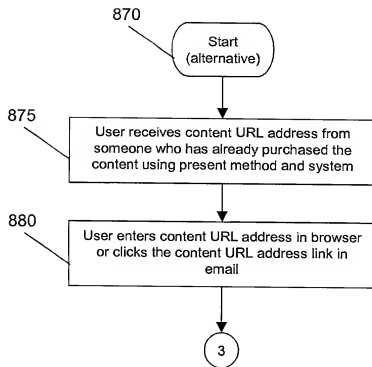 870
Start
(alternative)
875
User receives content URL address from
someone who has already purchased the
content using present method and system
880
User enters content URL address in browser
or clicks the content URL address link in
email
3